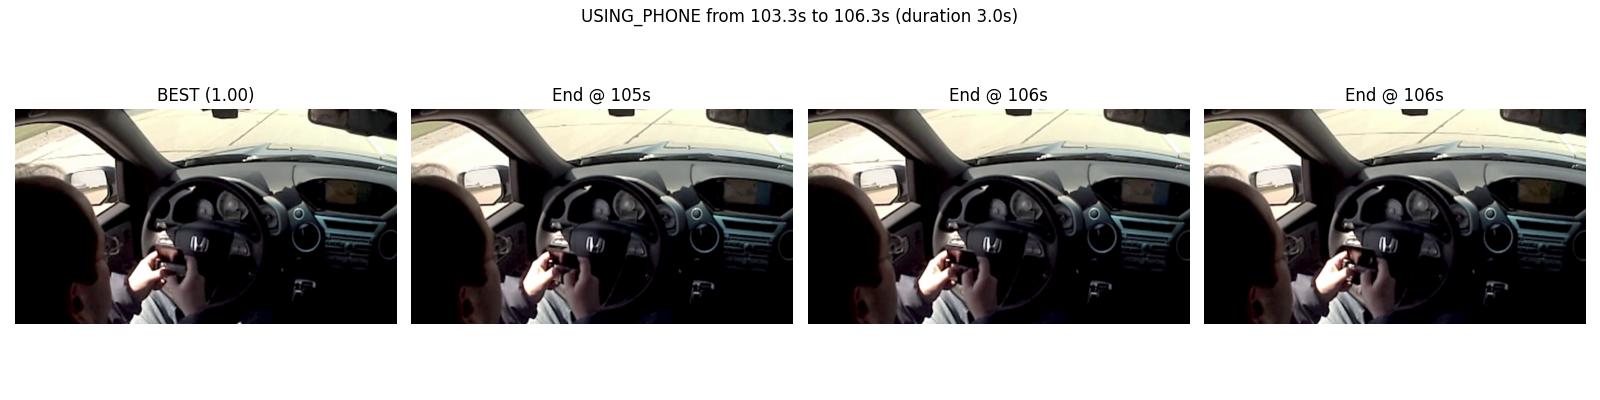 USING_PHONE from 103.3s to 106.3s (duration 3.0s)
BEST (1.00)
End @ 105s
End @ 106s
End @ 106s